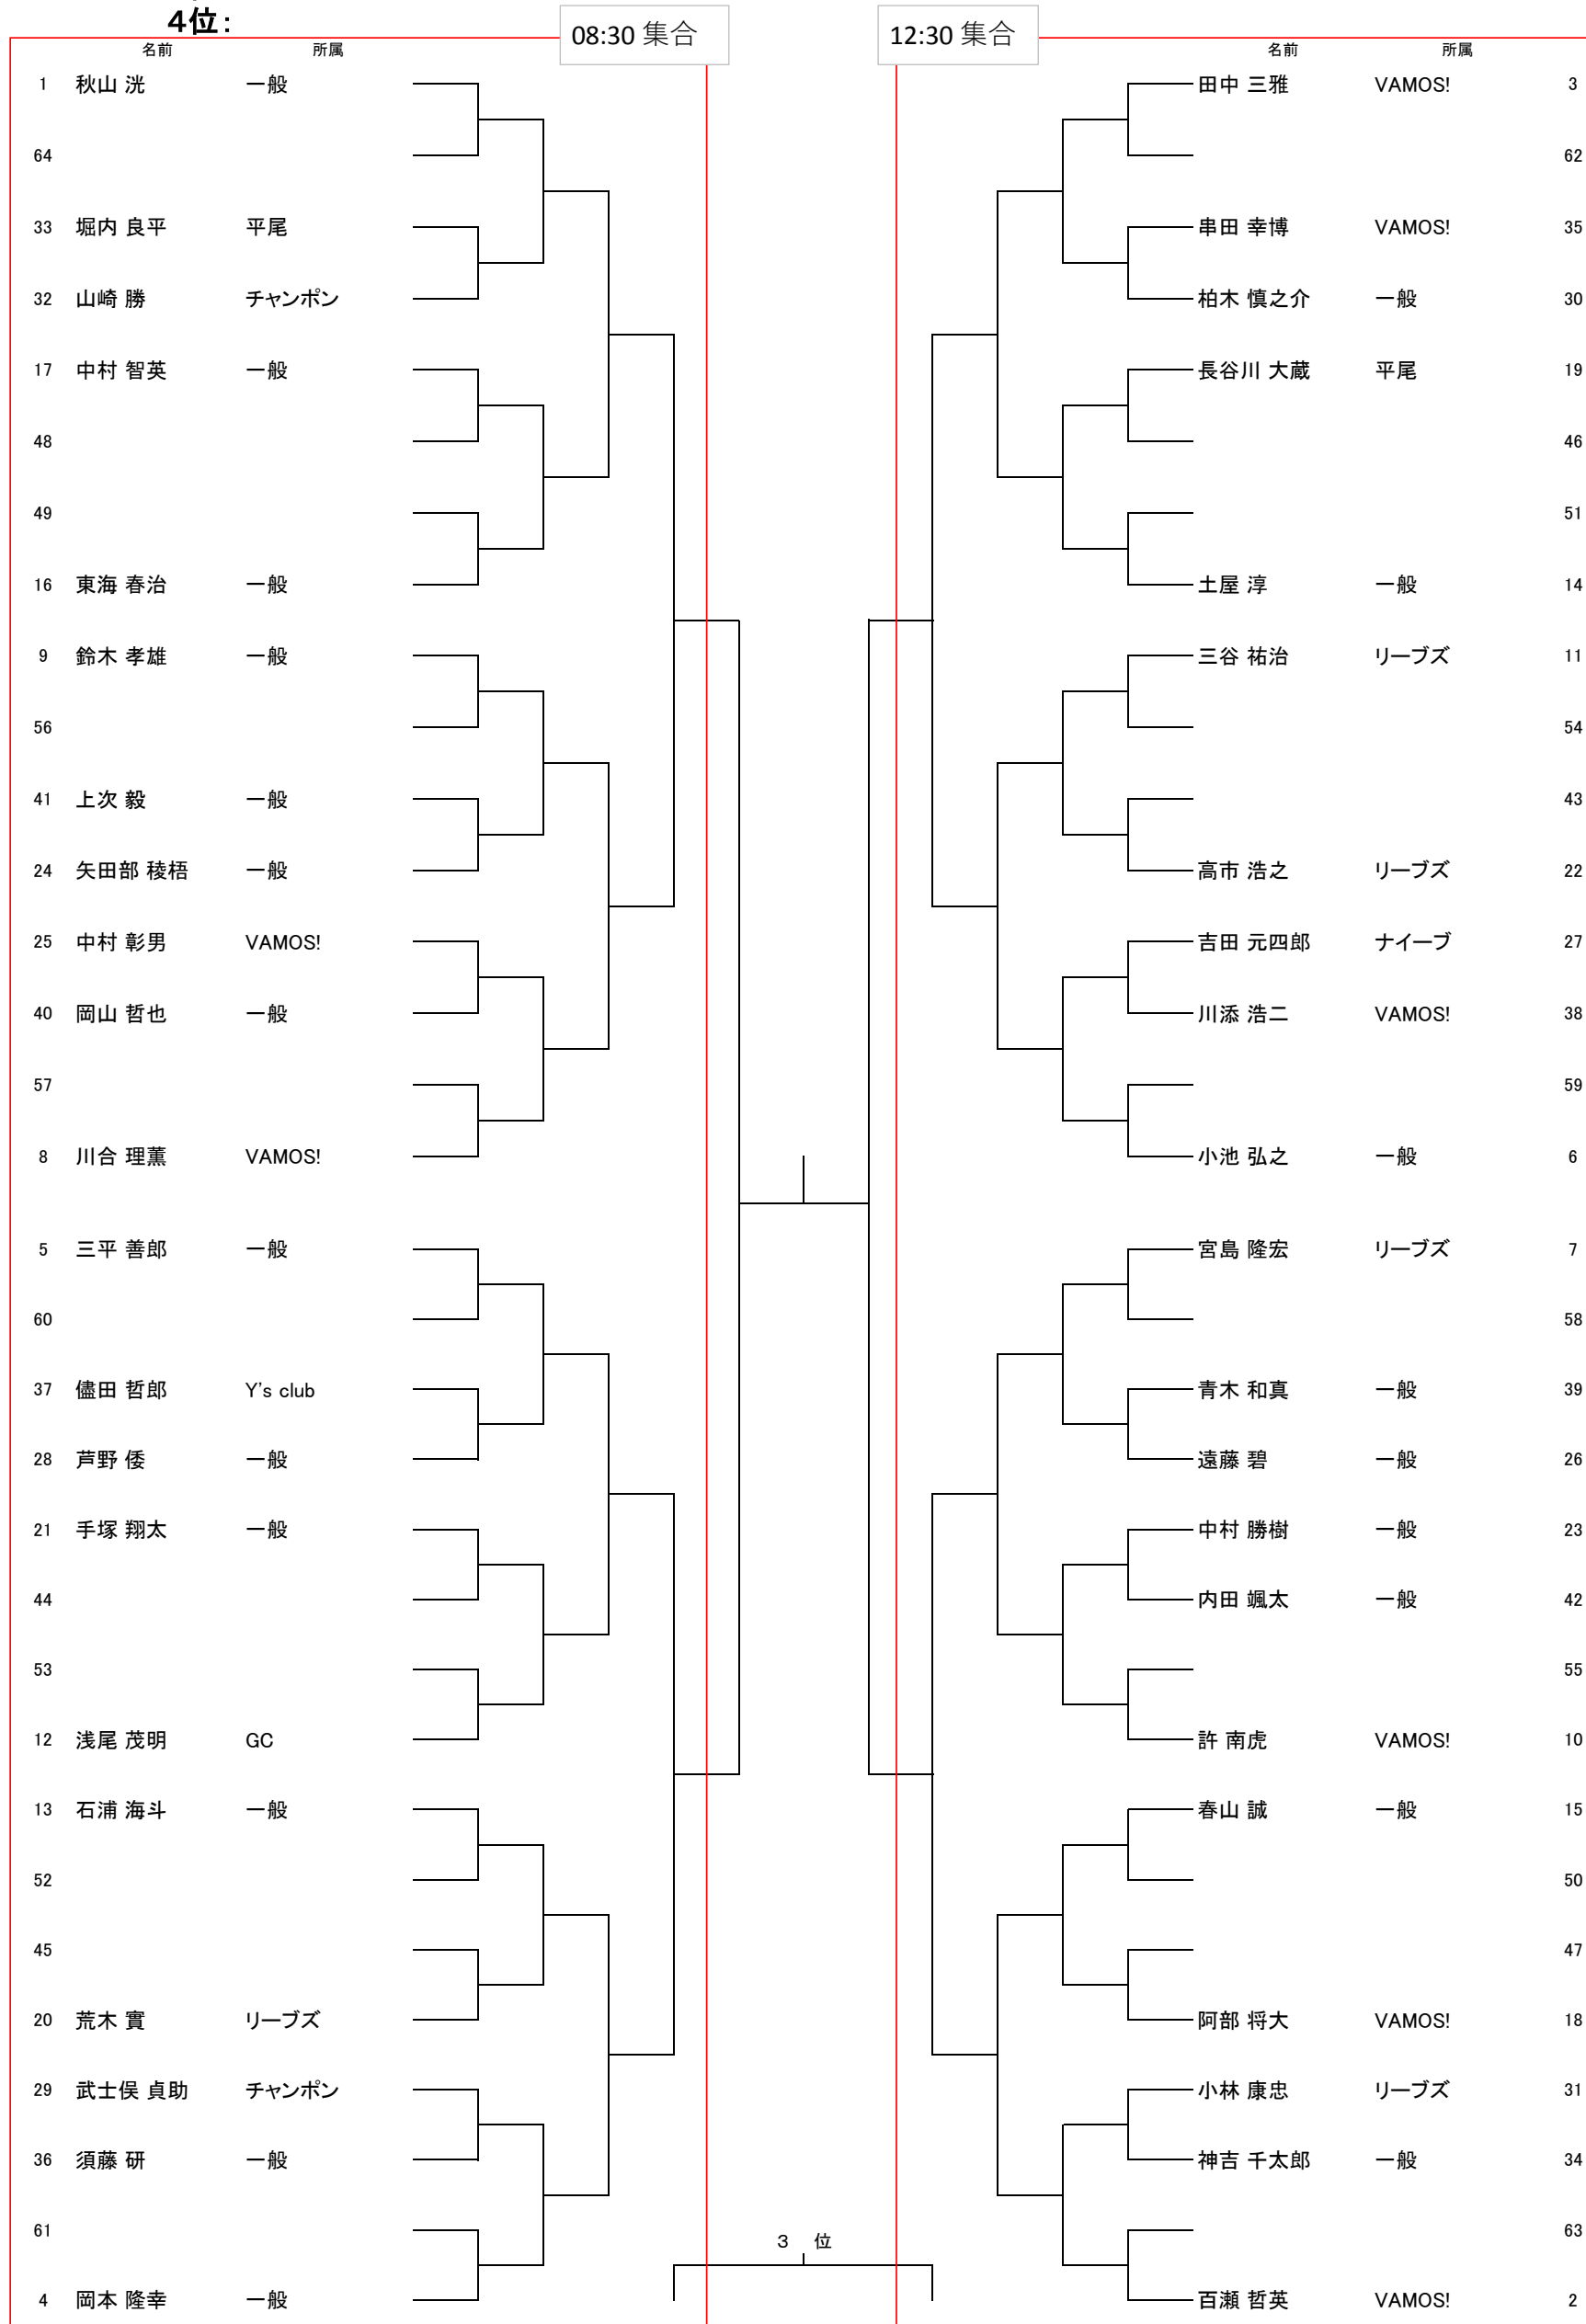 4位：
08:30 集合 12:30 集合
名前 所属 名前 所属
1 秋山 洸 一般 田中 三雅 VAMOS! 3
64 62
33 堀内 良平 平尾 串田 幸博 VAMOS! 35
32 山崎 勝 チャンポン 柏木 慎之介 一般 30
17 中村 智英 一般 長谷川 大蔵 平尾 19
48 46
49 51
16 東海 春治 一般 土屋 淳 一般 14
9 鈴木 孝雄 一般 三谷 祐治 リーブズ 11
56 54
41 上次 毅 一般 43
24 矢田部 稜梧 一般 高市 浩之 リーブズ 22
25 中村 彰男 VAMOS! 吉田 元四郎 ナイーブ 27
40 岡山 哲也 一般 川添 浩二 VAMOS! 38
57 59
8 川合 理薫 VAMOS! 小池 弘之 一般 6
5 三平 善郎 一般 宮島 隆宏 リーブズ 7
60 58
37 儘田 哲郎 Y's club 青木 和真 一般 39
28 芦野 倭 一般 遠藤 碧 一般 26
21 手塚 翔太 一般 中村 勝樹 一般 23
44 内田 颯太 一般 42
53 55
12 浅尾 茂明 GC 許 南虎 VAMOS! 10
13 石浦 海斗 一般 春山 誠 一般 15
52 50
45 47
20 荒木 實 リーブズ 阿部 将大 VAMOS! 18
29 武士俣 貞助 チャンポン 小林 康忠 リーブズ 31
36 須藤 研 一般 神吉 千太郎 一般 34
61 63
3 位
4 岡本 隆幸 一般 百瀬 哲英 VAMOS! 2